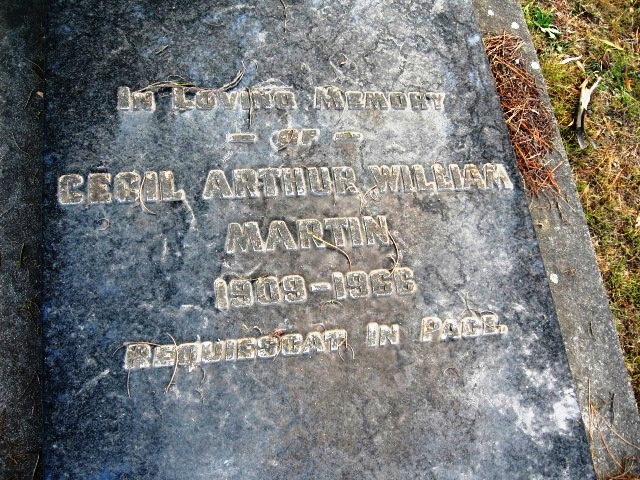 In Loving Memory
- of -
CECIL ARTHUR WILLIAM
MARTIN
1909-1966
Requiescat In Pace.